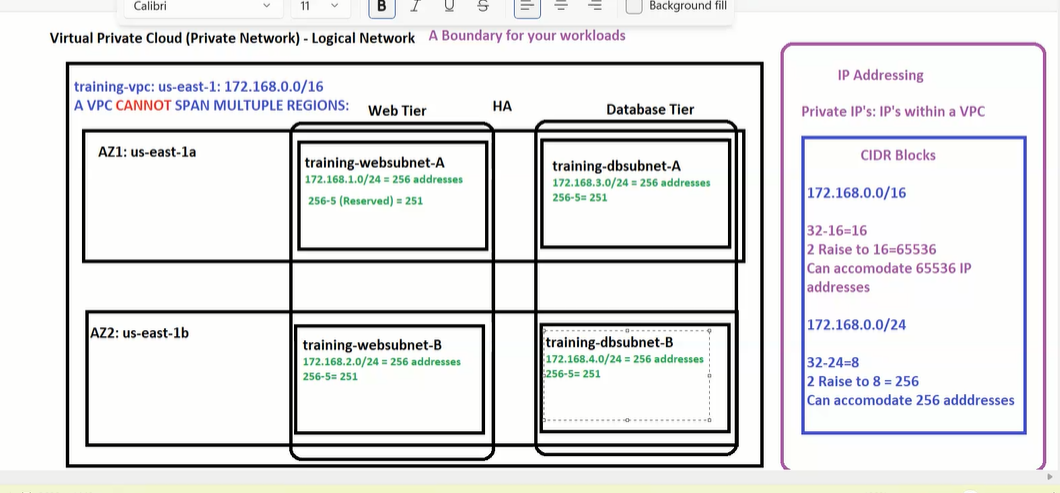 Calibri
11
B I U S
Background fill
Virtual Private Cloud (Private Network) - Logical Network A Boundary for your workloads
training-vpc: us-east-1: 172.168.0.0/16
A VPC CANNOT SPAN MULTUPLE REGIONS:
Web Tier
HA
Database Tier
AZ1: us-east-1a
training-websubnet-A
172.168.1.0/24 = 256 addresses
256-5 (Reserved) = 251
training-dbsubnet-A
172.168.3.0/24 = 256 addresses
256-5= 251
AZ2: us-east-1b
training-websubnet-B
172.168.2.0/24 = 256 addresses
256-5= 251
training-dbsubnet-B
172.168.4.0/24 = 256 addresses
256-5= 251
IP Addressing
Private IP's: IP's within a VPC
CIDR Blocks
172.168.0.0/16
32-16=16
2 Raise to 16=65536
Can accomodate 65536 IP
addresses
172.168.0.0/24
32-24=8
2 Raise to 8 = 256
Can accomodate 256 adddresses